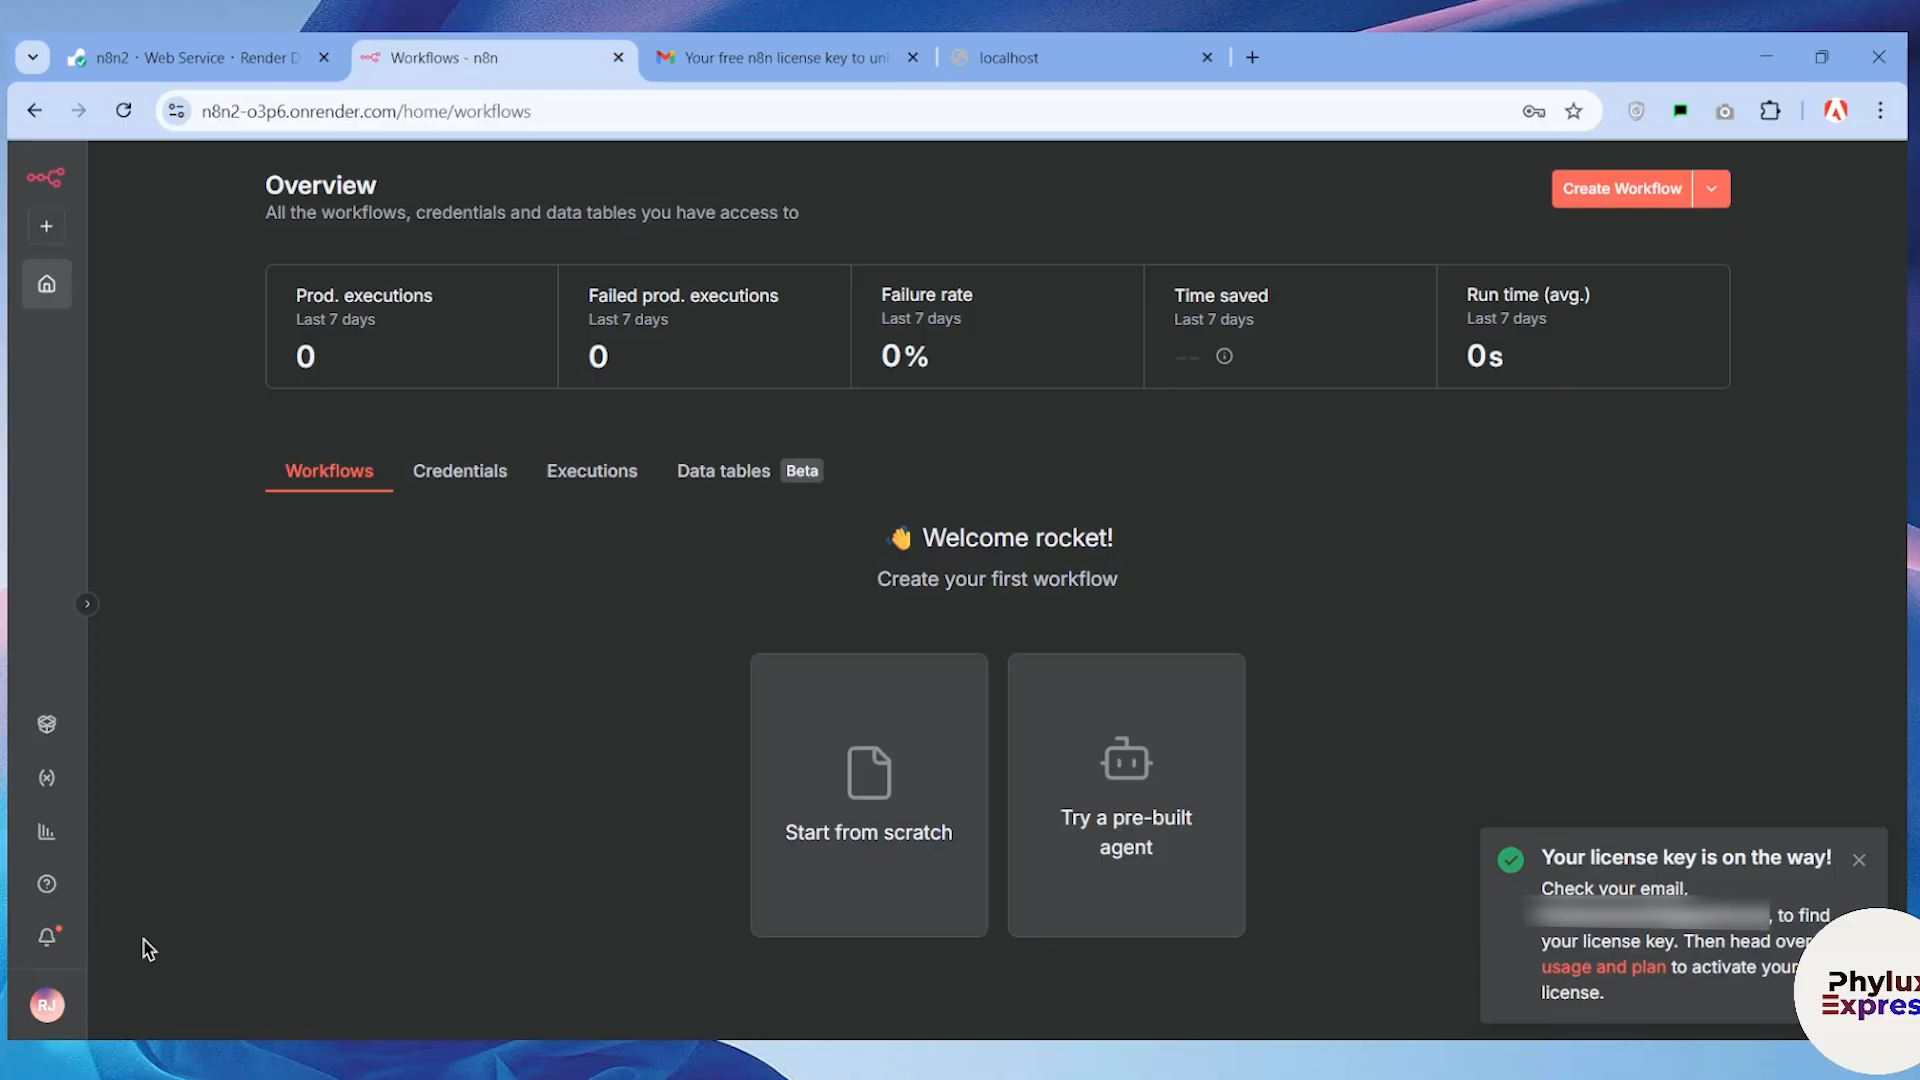 n8n2 · Web Service · Render D
Workflows - n8n
Your free n8n license key to unl
localhost
n8n2-o3p6.onrender.com/home/workflows
Overview
All the workflows, credentials and data tables you have access to
Create Workflow
Prod. executions
Last 7 days
0
Failed prod. executions
Last 7 days
0
Failure rate
Last 7 days
0%
Time saved
Last 7 days
--
Run time (avg.)
Last 7 days
0s
Workflows
Credentials
Executions
Data tables
Beta
👋 Welcome rocket!
Create your first workflow
Start from scratch
Try a pre-built
agent
Your license key is on the way!
Check your email,
, to find
your license key. Then head over
usage and plan to activate your
license.
RJ
Phylux
Expres